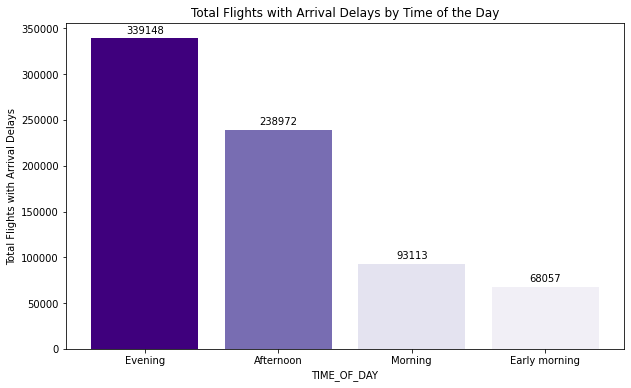 Total Flights with Arrival Delays by Time of the Day
Total Flights with Arrival Delays
350000
300000
250000
200000
150000
100000
50000
0
339148
238972
93113
68057
Evening
Afternoon
Morning
Early morning
TIME_OF_DAY